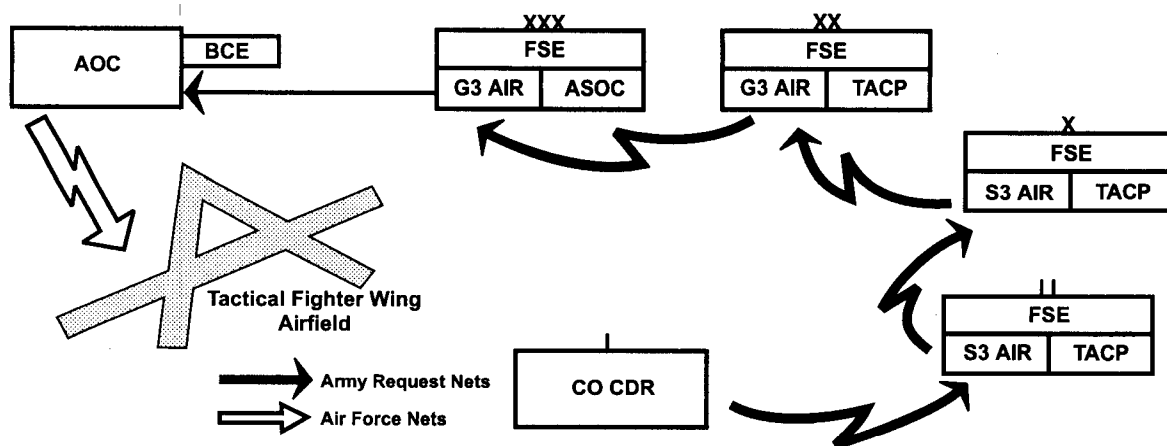 XXX
XX
AOC
BCE
FSE
G3 AIR
ASOC
FSE
G3 AIR
TACP
X
FSE
S3 AIR
TACP
II
FSE
S3 AIR
TACP
Tactical Fighter Wing
Airfield
I
CO CDR
Army Request Nets
Air Force Nets